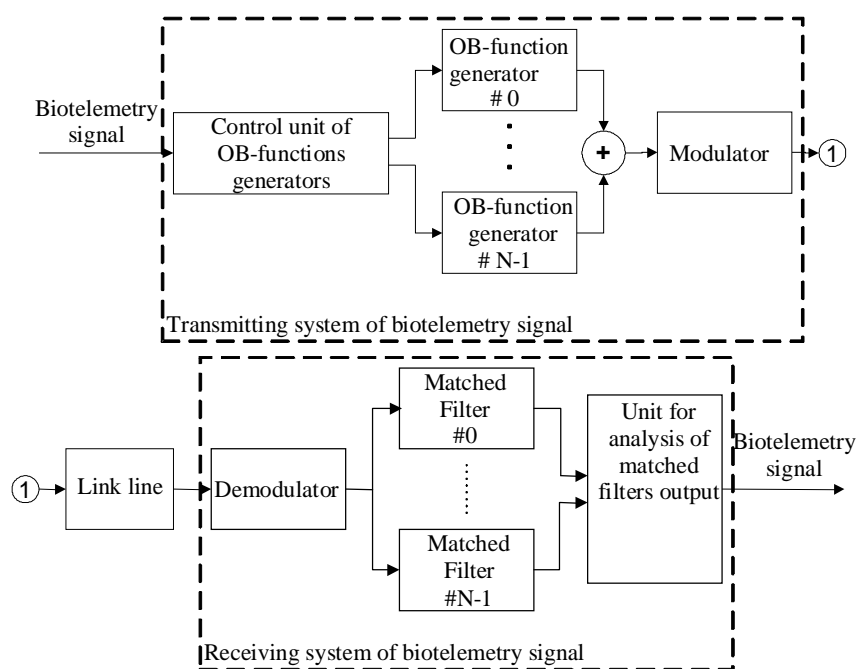 Biotelemetry
signal
Control unit of
OB-functions
generators
OB-function
generator
# 0
OB-function
generator
# N-1
+
Modulator
1
Transmitting system of biotelemetry signal
1
Link line
Demodulator
Matched
Filter
#0
Matched
Filter
#N-1
Unit for
analysis of
matched
filters output
Biotelemetry
signal
Receiving system of biotelemetry signal